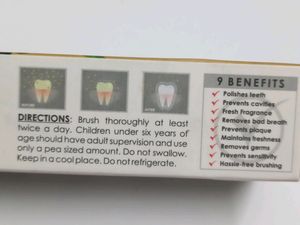 BEFORE
AFTER
DIRECTIONS: Brush thoroughly at least
twice a day. Children under six years of
age should have adult supervision and use
only a pea sized amount. Do not swallow.
Keep in a cool place. Do not refrigerate.
9 BENEFITS
Polishes teeth
Prevents cavities
Fresh Fragrance
Removes bad breath
Prevents plaque
Maintains freshness
Removes germs
Prevents sensitivity
Hassle-free brushing